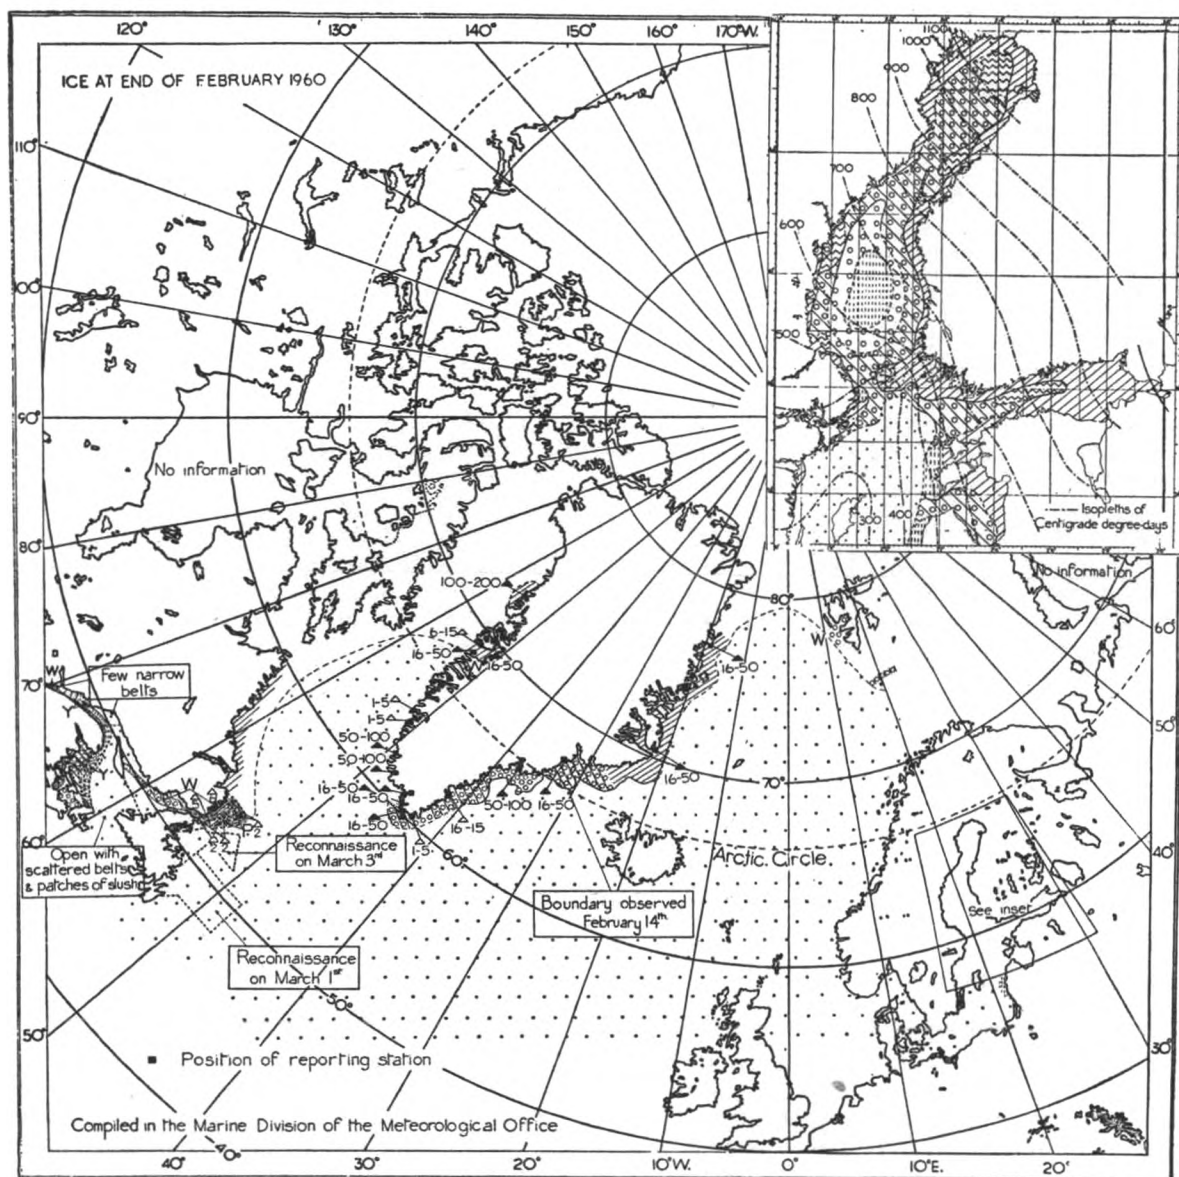 120° 130° 140° 150° 160° 170°W.
ICE AT END OF FEBRUARY 1960
110°
100°
90°
80°
70°
60°
50°
No information
1100
1000
900
800
700
600
500
400
300
Isopleths of
Centigrade degree-days
No information
80°
70°
60°
50°
40°
30°
60°
50°
40°
W
Few narrow
belts
Y
W
Open with
scattered belts
& patches of slush
100-200
6-15
16-50
W
16-50
1-5
1-5
50-100
50-100
16-50
16-50
16-50
16-15
1-5
50-100
16-50
16-50
16-50
W
Reconnaissance
on March 3rd
Reconnaissance
on March 1st
Boundary observed
February 14th.
Arctic Circle.
See inset
Position of reporting station
Compiled in the Marine Division of the Meteorological Office
40° 30° 20° 10°W. 0° 10°E. 20°